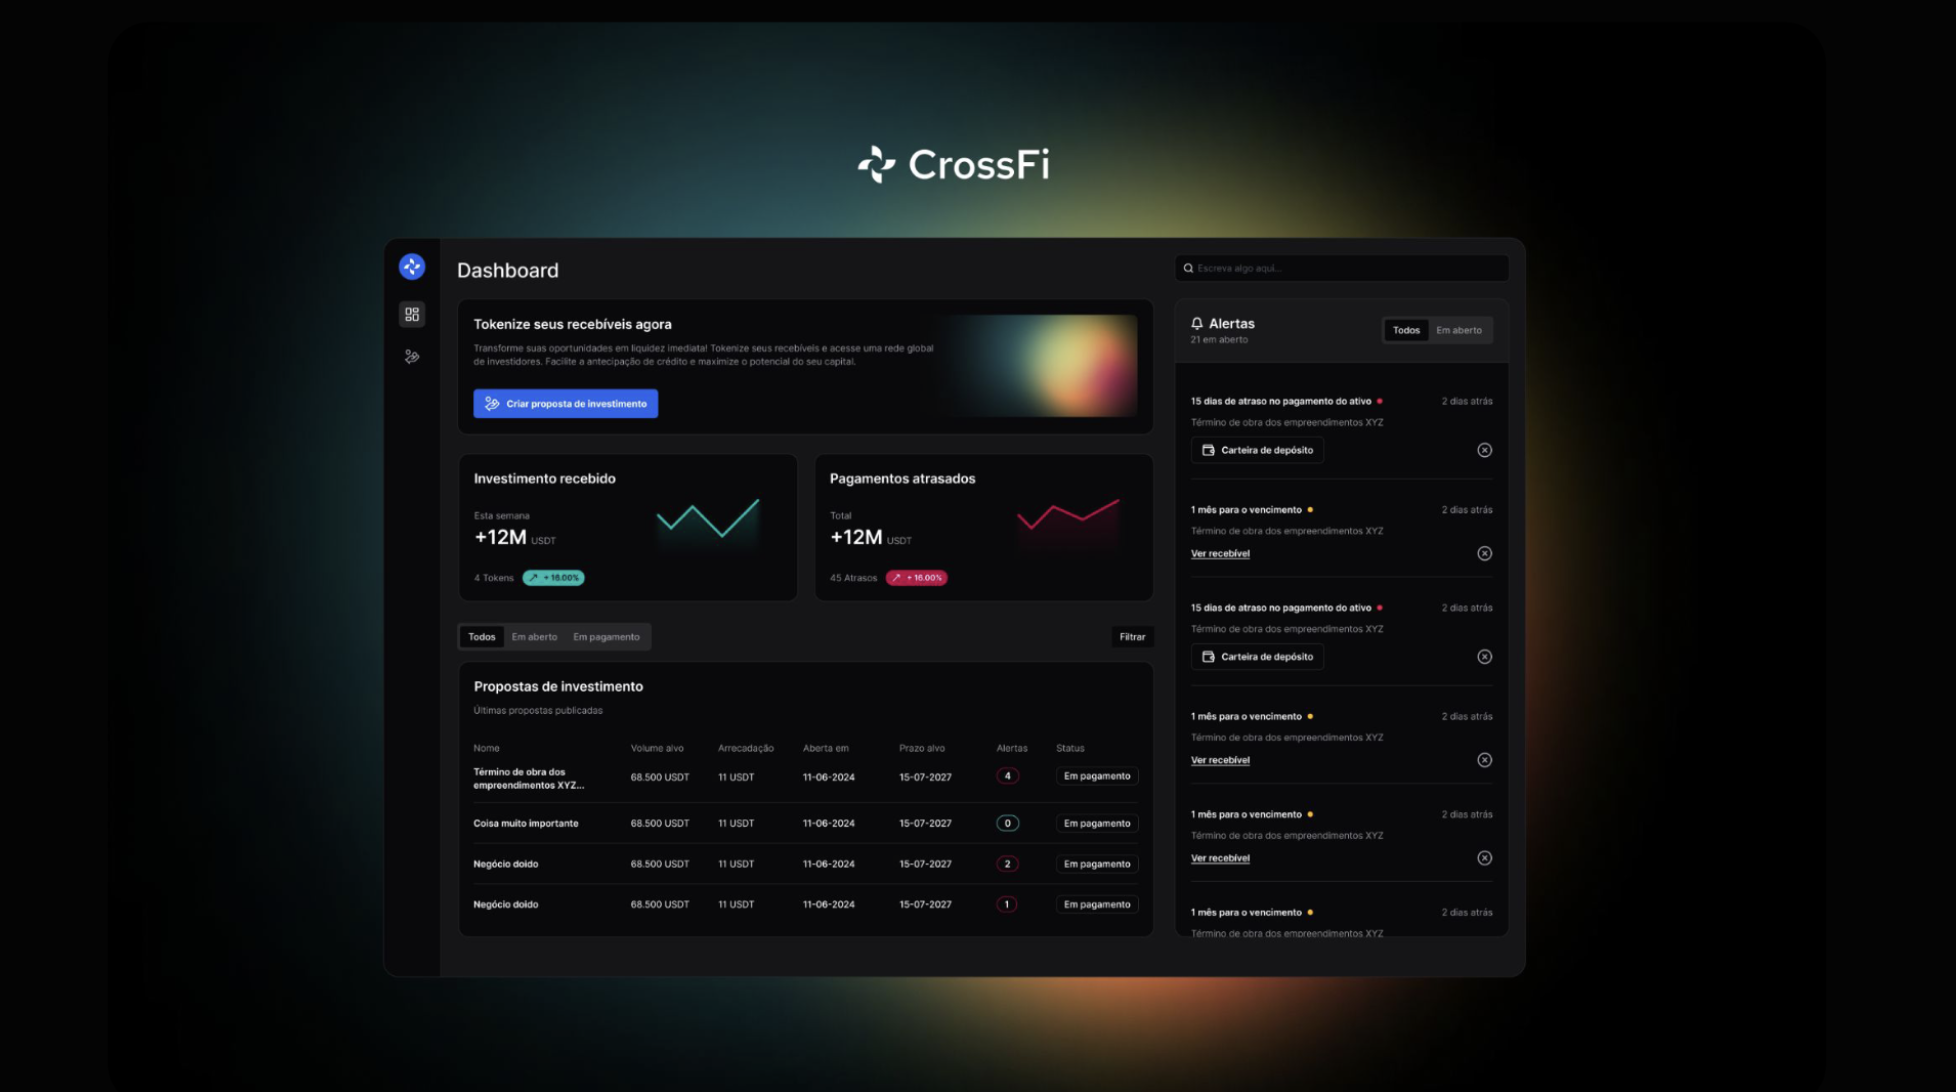 CrossFi
Dashboard
Escreva algo aqui...
Tokenize seus recebíveis agora
Transforme suas oportunidades em liquidez imediata! Tokenize seus recebíveis e acesse uma rede global
de investidores. Facilite a antecipação de crédito e maximize o potencial do seu capital.
Criar proposta de investimento
Investimento recebido
Esta semana
+12M USDT
4 Tokens + 16.00%
Pagamentos atrasados
Total
+12M USDT
45 Atrasos + 16.00%
Todos Em aberto Em pagamento
Filtrar
Propostas de investimento
Últimas propostas publicadas
Nome Volume alvo Arrecadação Aberta em Prazo alvo Alertas Status
Término de obra dos
empreendimentos XYZ...
68.500 USDT 11 USDT 11-06-2024 15-07-2027 4 Em pagamento
Coisa muito importante 68.500 USDT 11 USDT 11-06-2024 15-07-2027 0 Em pagamento
Negócio doido 68.500 USDT 11 USDT 11-06-2024 15-07-2027 2 Em pagamento
Negócio doido 68.500 USDT 11 USDT 11-06-2024 15-07-2027 1 Em pagamento
Alertas
21 em aberto
Todos Em aberto
15 dias de atraso no pagamento do ativo 2 dias atrás
Término de obra dos empreendimentos XYZ
Carteira de depósito
1 mês para o vencimento 2 dias atrás
Término de obra dos empreendimentos XYZ
Ver recebível
15 dias de atraso no pagamento do ativo 2 dias atrás
Término de obra dos empreendimentos XYZ
Carteira de depósito
1 mês para o vencimento 2 dias atrás
Término de obra dos empreendimentos XYZ
Ver recebível
1 mês para o vencimento 2 dias atrás
Término de obra dos empreendimentos XYZ
Ver recebível
1 mês para o vencimento 2 dias atrás
Término de obra dos empreendimentos XYZ